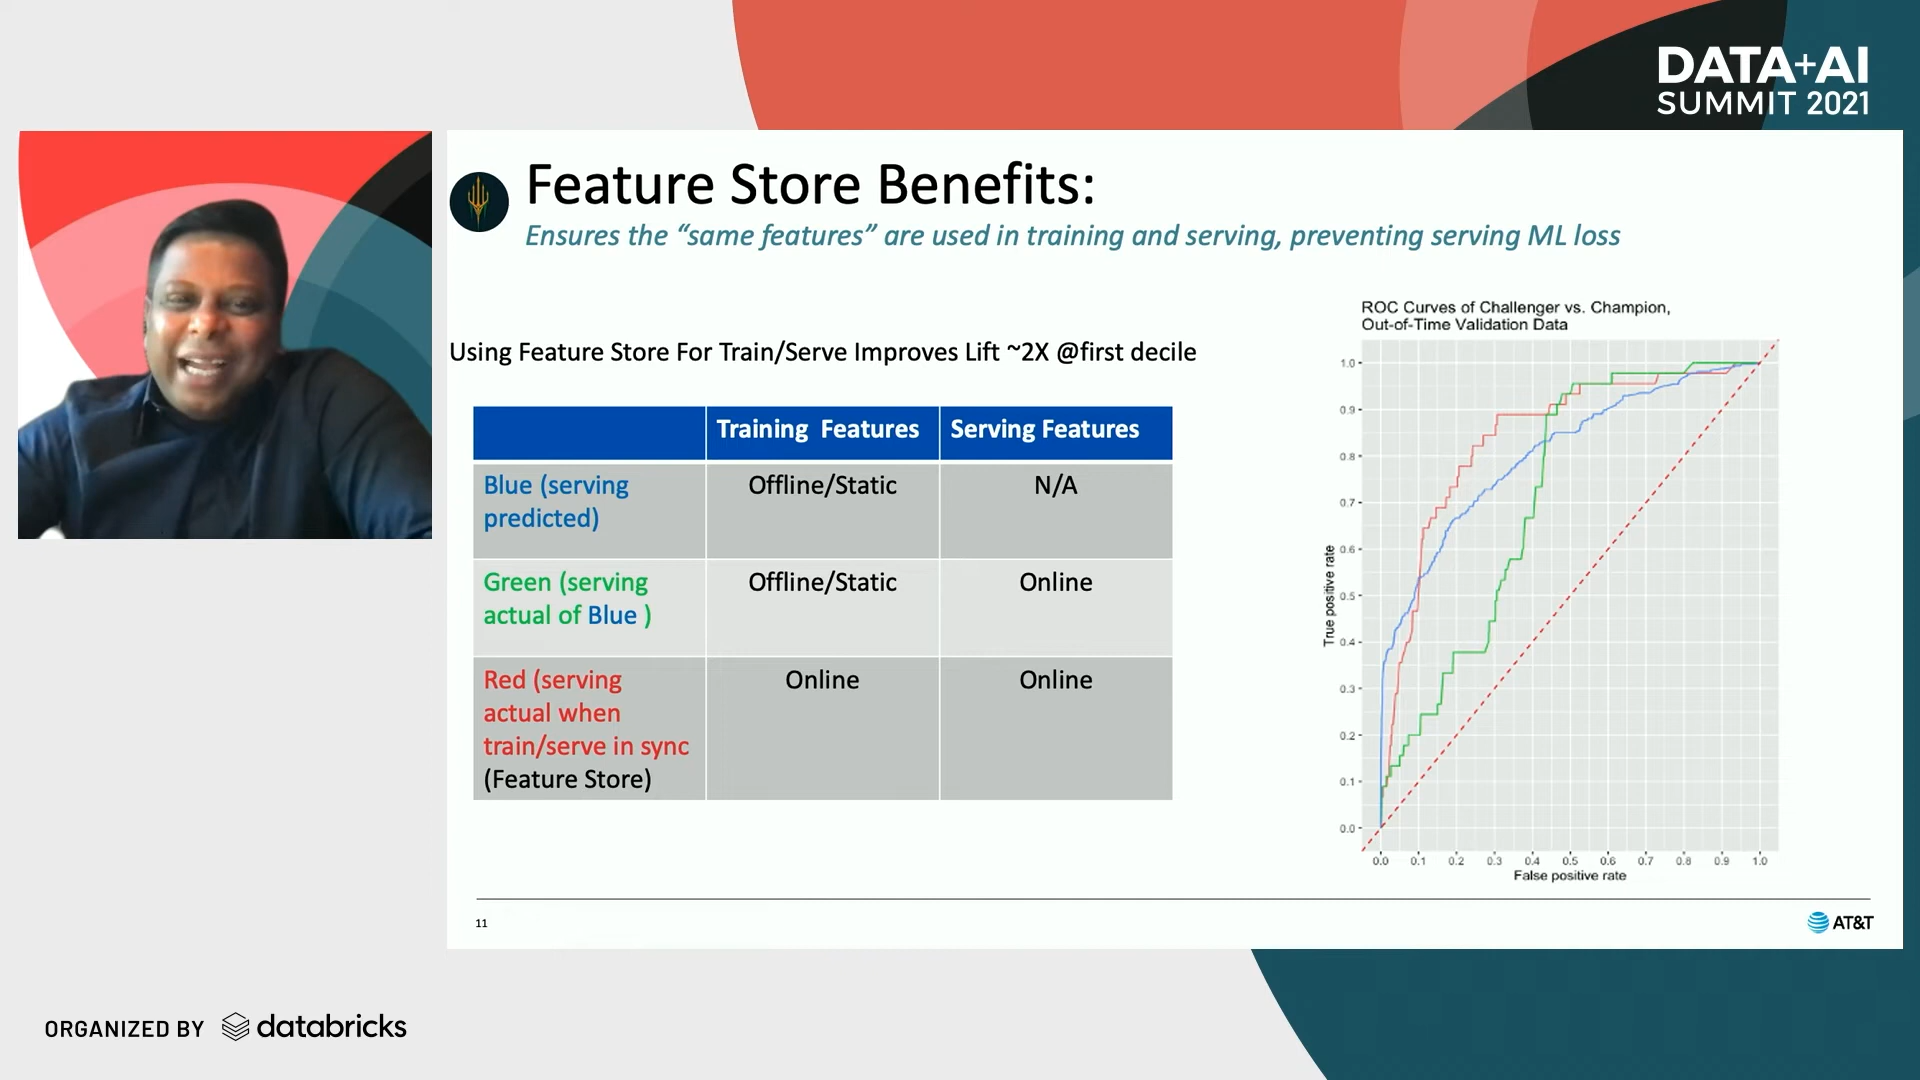 DATA+AI
SUMMIT 2021
Feature Store Benefits:
Ensures the “same features” are used in training and serving, preventing serving ML loss
Using Feature Store For Train/Serve Improves Lift ~2X @first decile
Training Features
Serving Features
Blue (serving
predicted)
Offline/Static
N/A
Green (serving
actual of Blue )
Offline/Static
Online
Red (serving
actual when
train/serve in sync
(Feature Store)
Online
Online
ROC Curves of Challenger vs. Champion,
Out-of-Time Validation Data
True positive rate
1.0
0.9
0.8
0.7
0.6
0.5
0.4
0.3
0.2
0.1
0.0
0.0 0.1 0.2 0.3 0.4 0.5 0.6 0.7 0.8 0.9 1.0
False positive rate
11
AT&T
ORGANIZED BY databricks